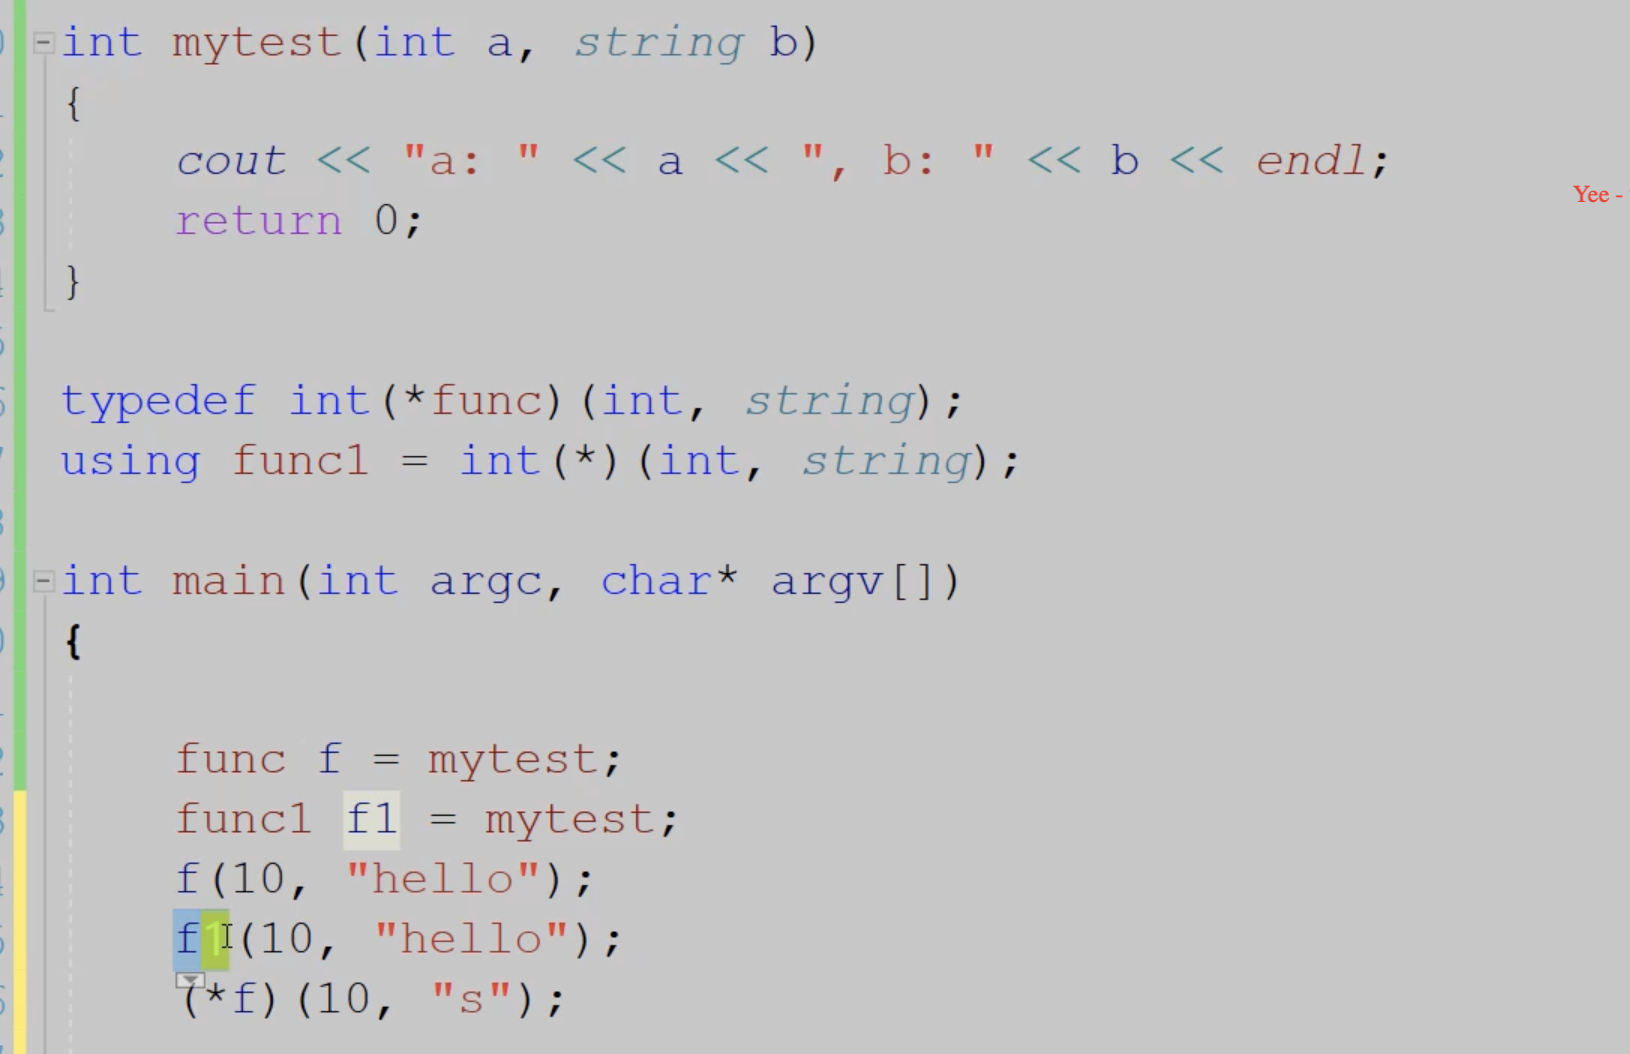 int mytest(int a, string b)
{
cout << "a: " << a << ", b: " << b << endl;
Yee -
return 0;
}
typedef int(*func)(int, string);
using func1 = int(*)(int, string);
int main(int argc, char* argv[])
{
func f = mytest;
func1 f1 = mytest;
f(10, "hello");
f1(10, "hello");
(*f)(10, "s");